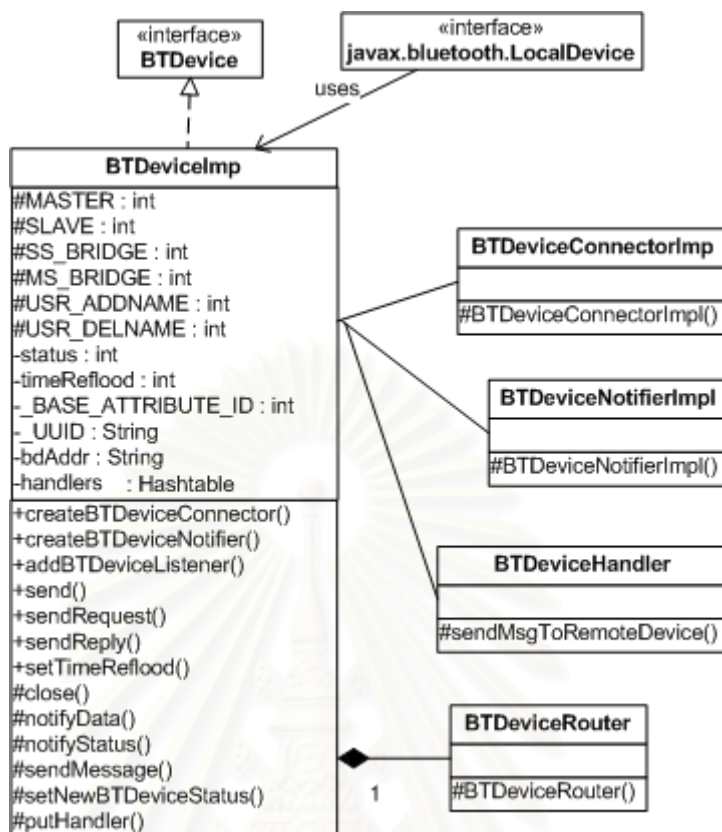 «interface»
BTDevice
«interface»
javax.bluetooth.LocalDevice
uses
BTDeviceImp
#MASTER : int
#SLAVE : int
#SS_BRIDGE : int
#MS_BRIDGE : int
#USR_ADDNAME : int
#USR_DELNAME : int
-status : int
-timeReflood : int
-_BASE_ATTRIBUTE_ID : int
-_UUID : String
-bdAddr : String
-handlers : Hashtable
+createBTDeviceConnector()
+createBTDeviceNotifier()
+addBTDeviceListener()
+send()
+sendRequest()
+sendReply()
+setTimeReflood()
#close()
#notifyData()
#notifyStatus()
#sendMessage()
#setNewBTDeviceStatus()
#putHandler()
BTDeviceConnectorImp
#BTDeviceConnectorImpl()
BTDeviceNotifierImpl
#BTDeviceNotifierImpl()
BTDeviceHandler
#sendMsgToRemoteDevice()
BTDeviceRouter
#BTDeviceRouter()
1